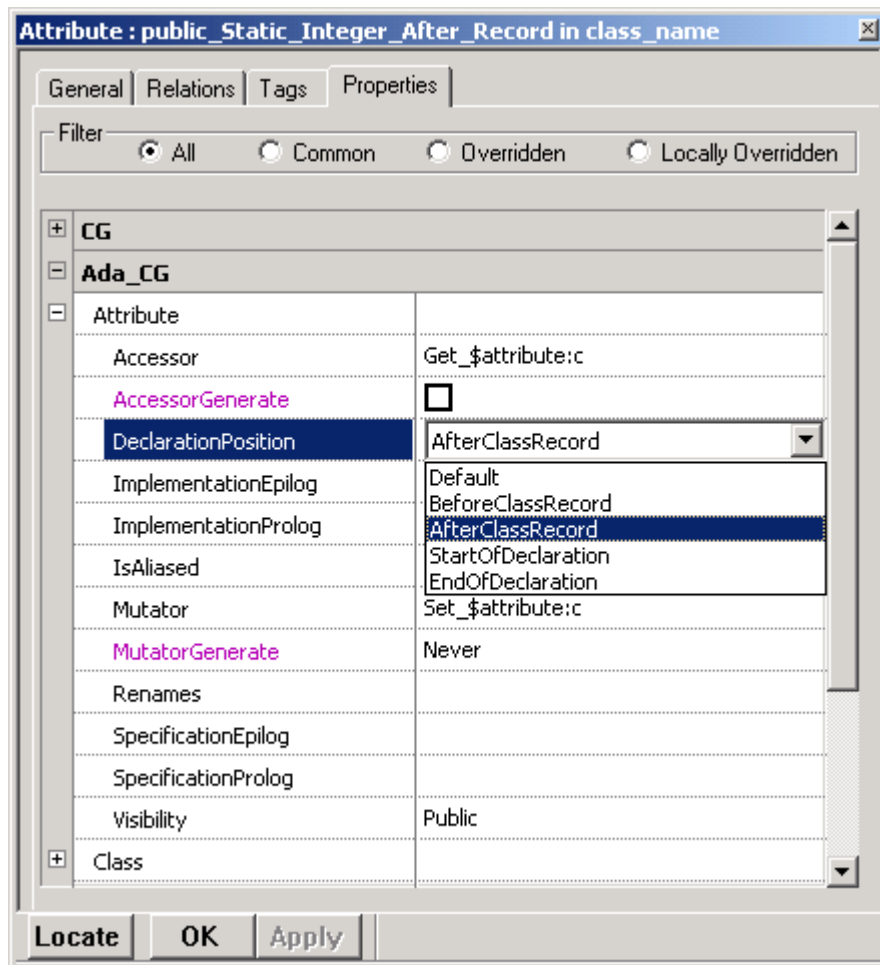 Attribute : public_Static_Integer_After_Record in class_name
General Relations Tags Properties
Filter
All Common Overridden Locally Overridden
CG
Ada_CG
Attribute
Accessor Get_$attribute:c
AccessorGenerate
DeclarationPosition AfterClassRecord
Default
ImplementationEpilog
BeforeClassRecord
ImplementationProlog AfterClassRecord
StartOfDeclaration
IsAliased
EndOfDeclaration
Mutator Set_$attribute:c
MutatorGenerate Never
Renames
SpecificationEpilog
SpecificationProlog
Visibility Public
Class
Locate OK Apply